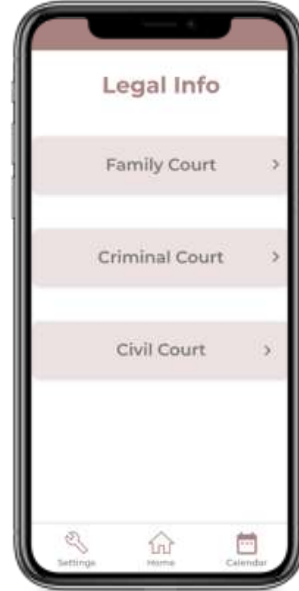 Legal Info
Family Court
Criminal Court
Civil Court
Settings Home Calendar